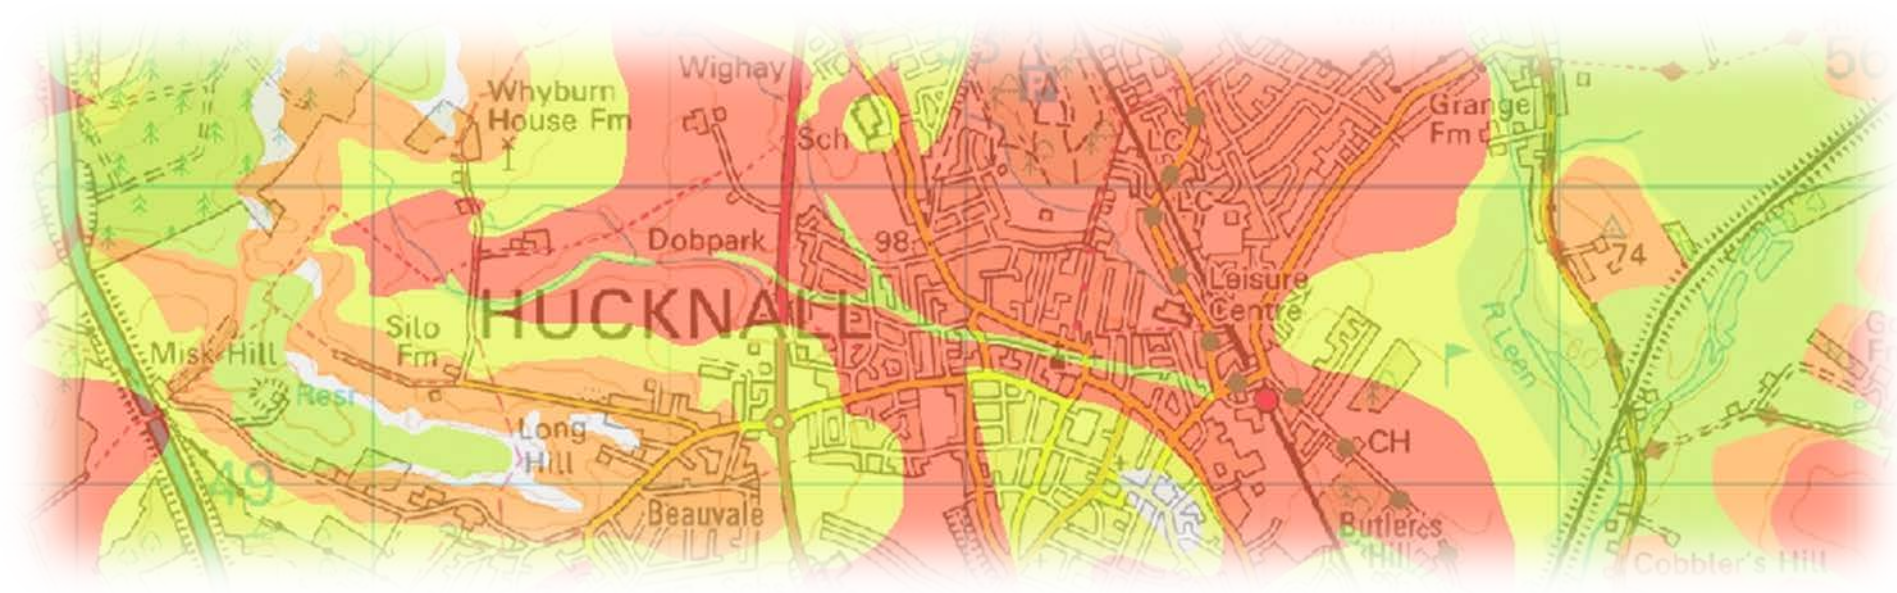 Wighay
Whyburn
House Fm
Sch
Grange
Fm
LC
LC
Dobpark
98
74
Leisure
Centre
HUCKNALL
Silo
Fm
Misk Hill
R Leen
Resr
Long
Hill
CH
49
Beauvale
Butler's
Hill
Cobbler's Hill